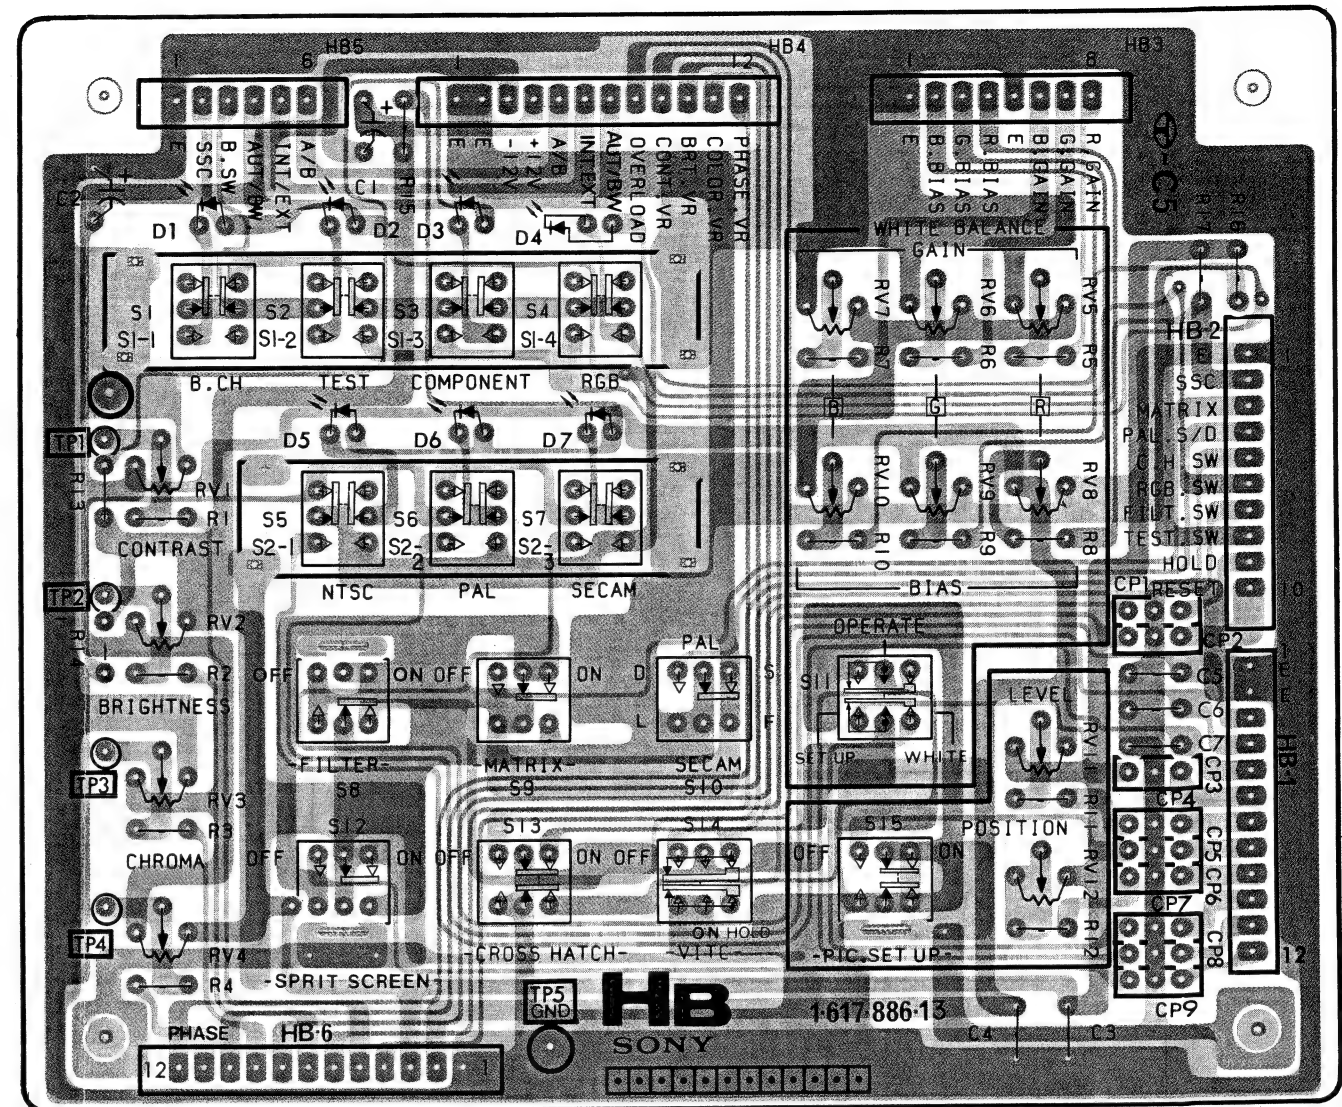 HB5
HB4
HB3
1
6
1
12
1
8
E
SSC
B.SW
AUT/BW
INT/EXT
A/B
C1
R15
E
E
-12V
+12V
A/B
INT.EXT
AUT/BW
OVERLOAD
CONT.VR
BRT.VR
COLOR.VR
PHASE.VR
E
B.BIAS
G.BIAS
R.BIAS
E
B.GAIN
G.GAIN
R.GAIN
-C5
R17
R16
C2
D1
D2
D3
D4
WHITE BALANCE
GAIN
S1
S2
S3
S4
S1-1
S1-2
S1-3
S1-4
RV7
RV6
RV5
R7
R6
R5
B.CH
TEST
COMPONENT
RGB
B
G
R
HB-2
1
SSC
MATRIX
PAL.S/D
C.H.SW
RGB.SW
FILT.SW
TEST.SW
HOLD
RESET
10
D5
D6
D7
TP1
R13
RV1
R1
CONTRAST
S5
S6
S7
S2-1
S2-2
S2-3
NTSC
PAL
SECAM
RV10
RV9
RV8
R10
R9
R8
BIAS
TP2
R14
RV2
R2
BRIGHTNESS
OFF
ON
OFF
ON
PAL
D
S
L
F
-FILTER-
-MATRIX-
SECAM
S8
S9
S10
OPERATE
S11
SET UP
WHITE
CP1
CP2
C5
C6
C7
CP3
CP4
CP5
CP6
CP7
CP8
CP9
1
E
E
HB-1
12
LEVEL
RV11
R11
POSITION
RV12
R12
TP3
RV3
R3
CHROMA
S12
S13
S14
S15
OFF
ON
OFF
ON
OFF
OFF
ON
ON HOLD
TP4
RV4
R4
-SPRIT-SCREEN-
-CROSS HATCH-
-VITC-
-PIC.SET UP-
PHASE
HB-6
12
1
TP5
GND
HB
SONY
1-617-886-13
C4
C3